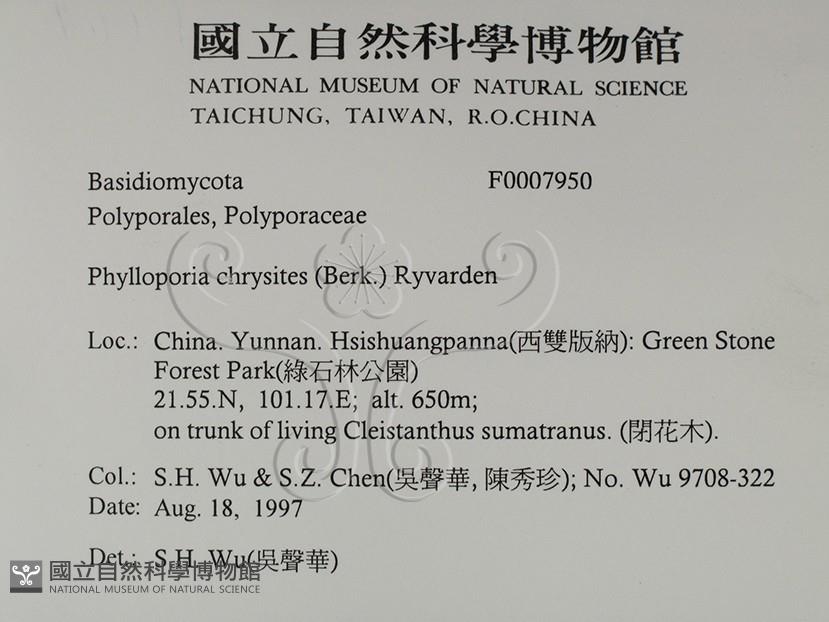 國立自然科學博物館
NATIONAL MUSEUM OF NATURAL SCIENCE
TAICHUNG, TAIWAN, R.O.CHINA
Basidiomycota F0007950
Polyporales, Polyporaceae
Phylloporia chrysites (Berk.) Ryvarden
Loc.: China. Yunnan. Hsishuangpanna(西雙版納): Green Stone
Forest Park(綠石林公園)
21.55.N, 101.17.E; alt. 650m;
on trunk of living Cleistanthus sumatranus. (閉花木).
Col.: S.H. Wu & S.Z. Chen(吳聲華, 陳秀珍); No. Wu 9708-322
Date: Aug. 18, 1997
Det.: S.H. Wu(吳聲華)
國立自然科學博物館
NATIONAL MUSEUM OF NATURAL SCIENCE